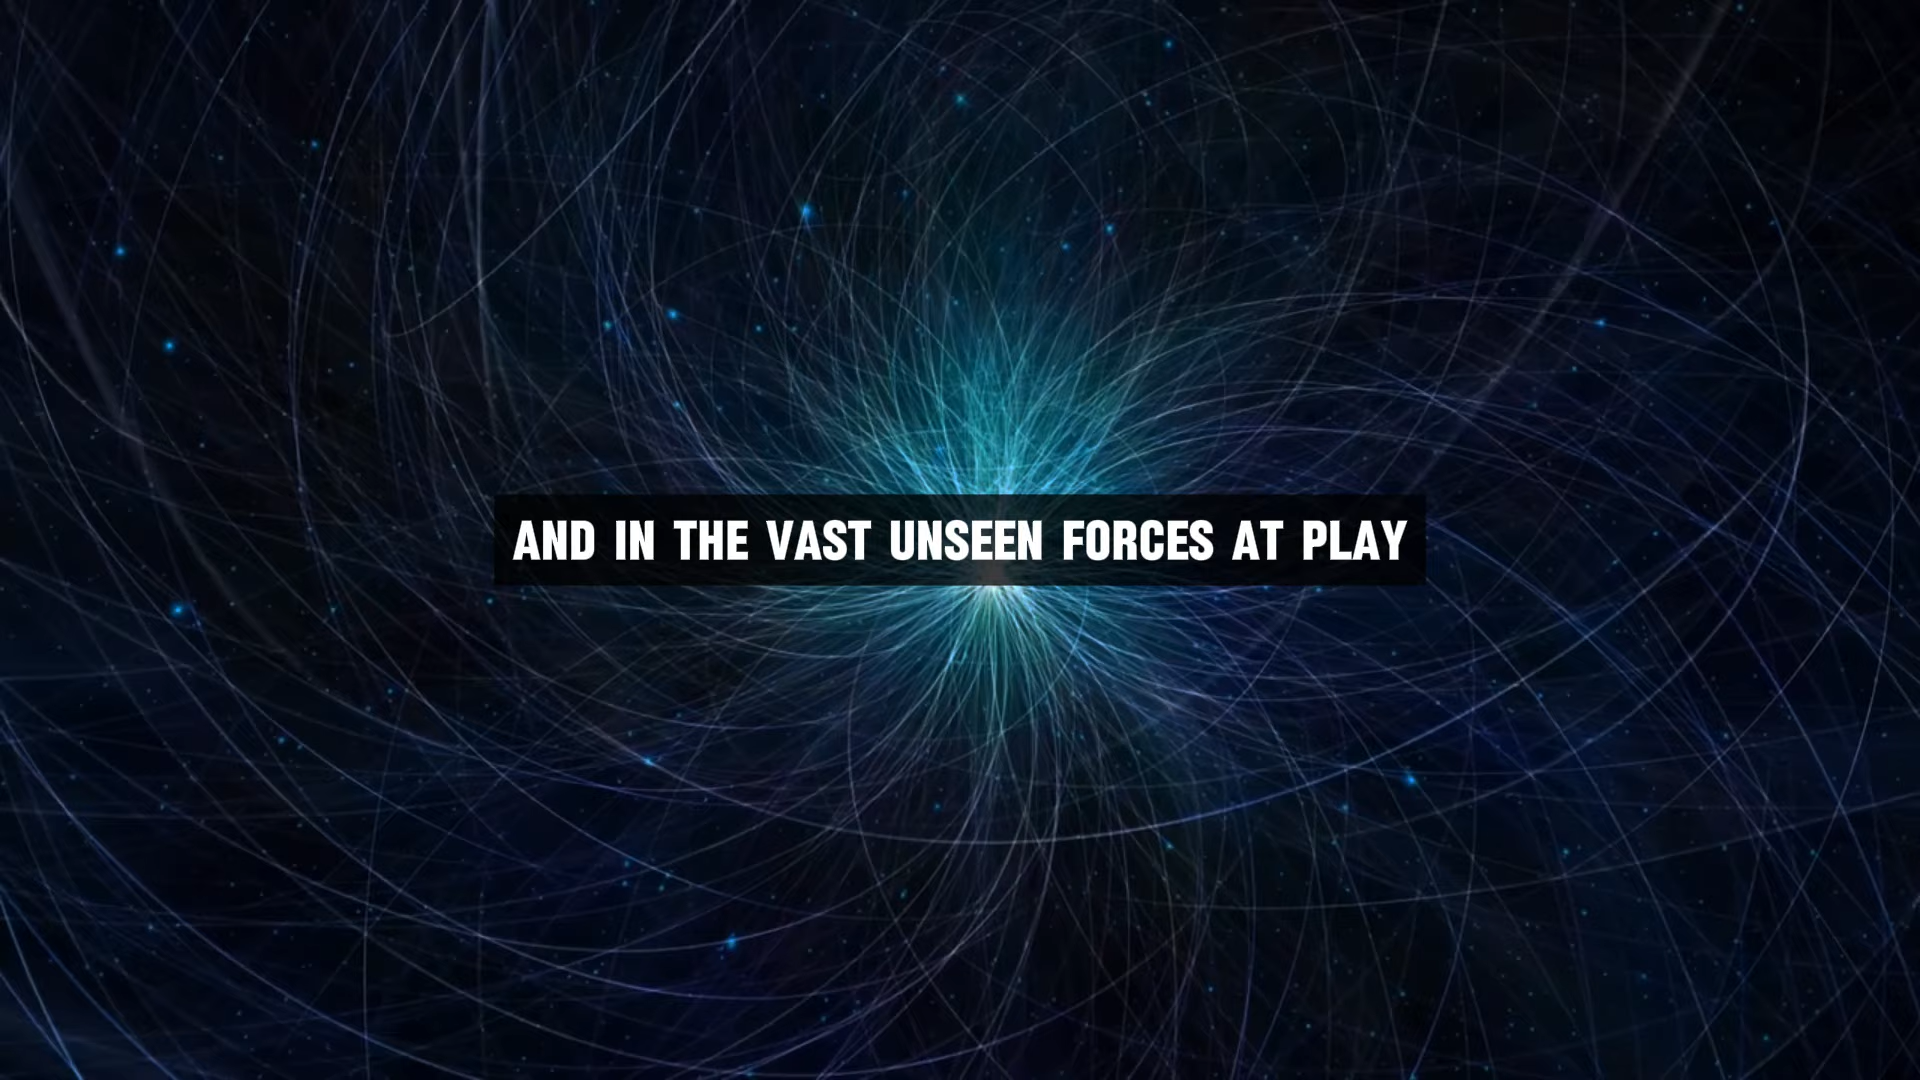 AND IN THE VAST UNSEEN FORCES AT PLAY